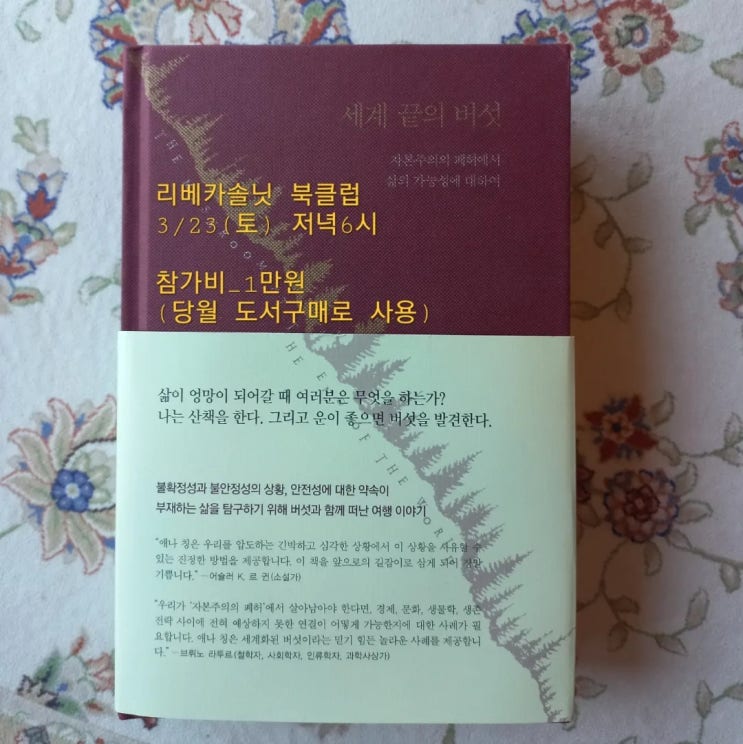 세계 끝의 버섯
자본주의의 폐허에서
삶의 가능성에 대하여
리베카솔닛 북클럽
3/23(토) 저녁6시
참가비_1만원
(당월 도서구매로 사용)
삶이 엉망이 되어갈 때 여러분은 무엇을 하는가?
나는 산책을 한다. 그리고 운이 좋으면 버섯을 발견한다.
불확정성과 불안정성의 상황, 안전성에 대한 약속이
부재하는 삶을 탐구하기 위해 버섯과 함께 떠난 여행 이야기
“애나 칭은 우리를 압도하는 긴박하고 심각한 상황에서 이 상황을 사유할 수
있는 진정한 방법을 제공합니다. 이 책을 앞으로의 길잡이로 삼게 되어 정말
기쁩니다.” ─어슐러 K. 르 귄(소설가)
“우리가 ‘자본주의의 폐허’에서 살아남아야 한다면, 경제, 문화, 생물학, 생존
전략 사이에 전혀 예상하지 못한 연결이 어떻게 가능한지에 대한 사례가 필
요합니다. 애나 칭은 세계화된 버섯이라는 믿기 힘든 놀라운 사례를 제공합니
다.” ─브뤼노 라투르(철학자, 사회학자, 인류학자, 과학사상가)
THE
OF THE WORL